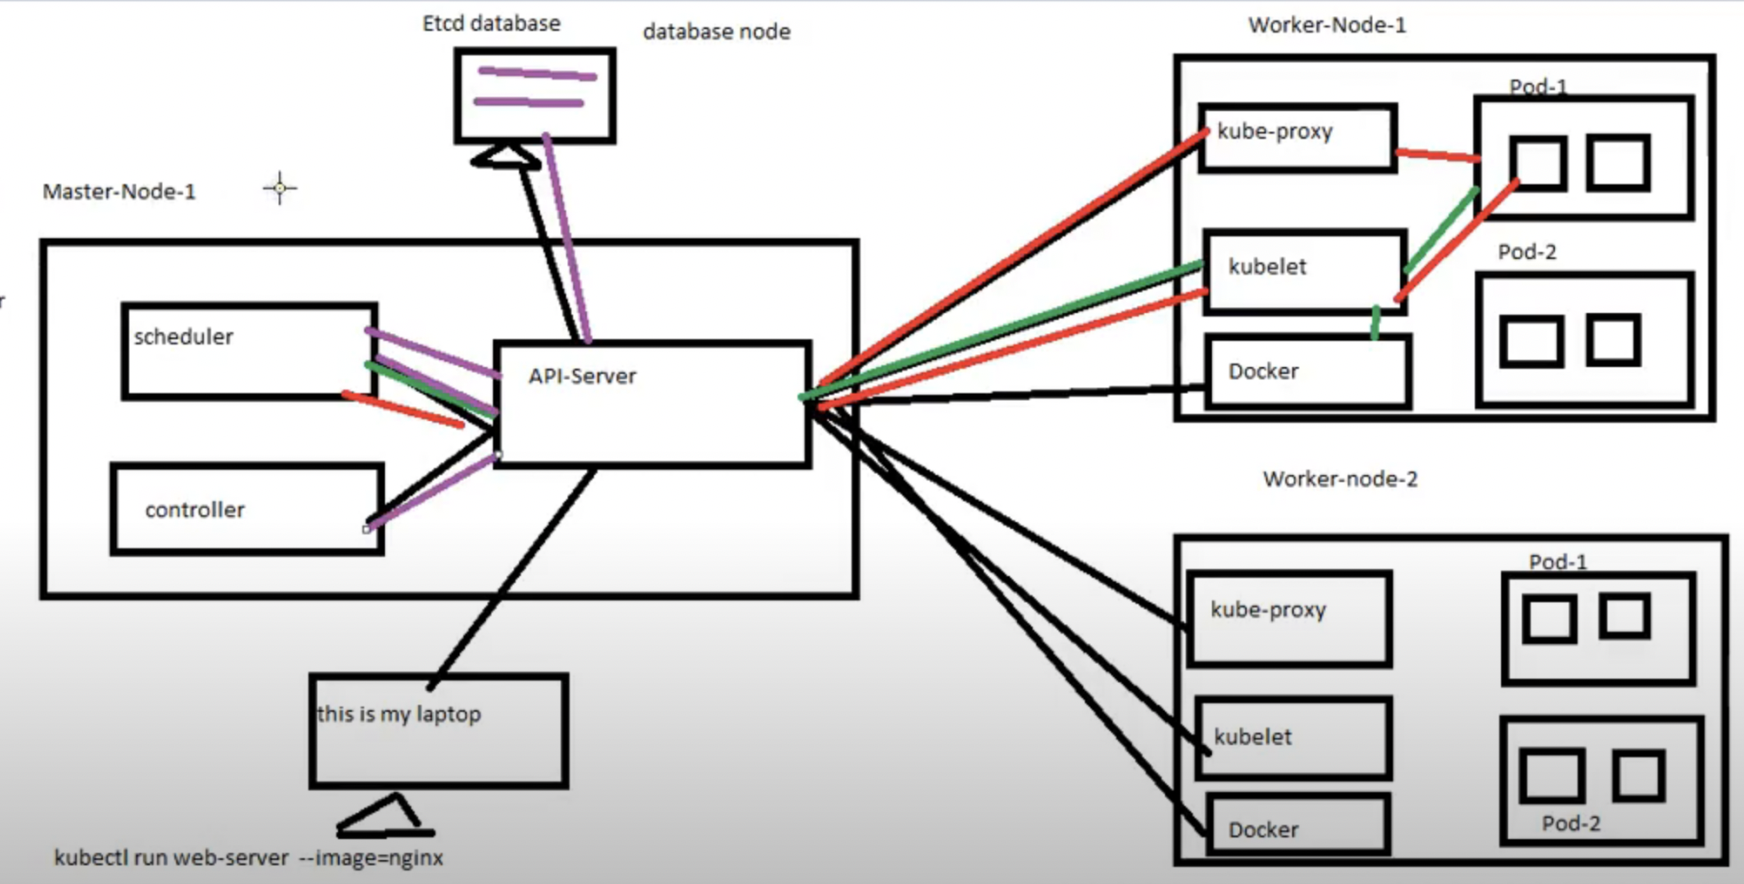 Etcd database
database node
Worker-Node-1
Pod-1
kube-proxy
Master-Node-1
Pod-2
kubelet
r
scheduler
API-Server
Docker
Worker-node-2
controller
Pod-1
kube-proxy
this is my laptop
kubelet
Pod-2
Docker
kubectl run web-server --image=nginx